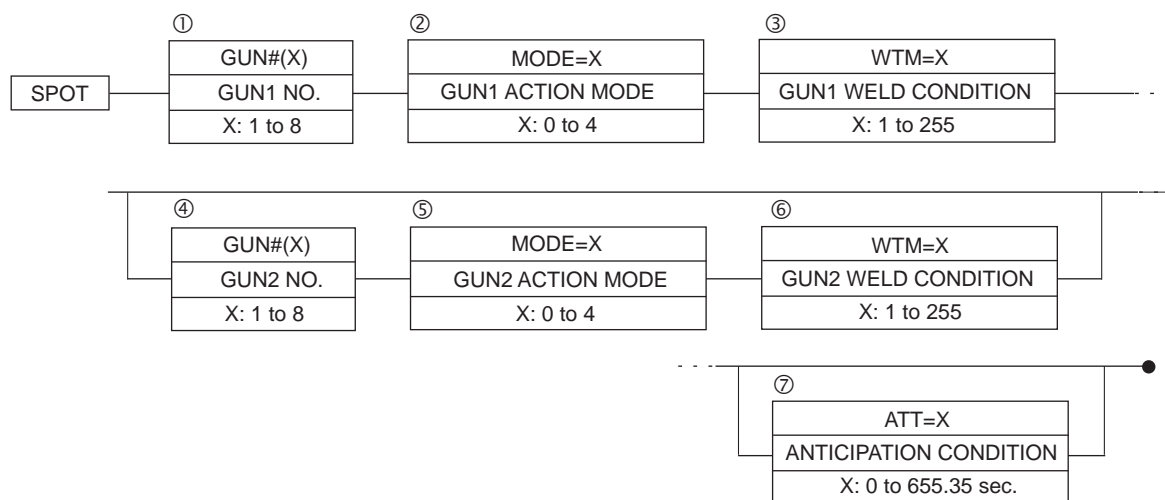 ① ② ③
GUN#(X) MODE=X WTM=X
SPOT GUN1 NO. GUN1 ACTION MODE GUN1 WELD CONDITION
X: 1 to 8 X: 0 to 4 X: 1 to 255
④ ⑤ ⑥
GUN#(X) MODE=X WTM=X
GUN2 NO. GUN2 ACTION MODE GUN2 WELD CONDITION
X: 1 to 8 X: 0 to 4 X: 1 to 255
⑦
ATT=X
ANTICIPATION CONDITION
X: 0 to 655.35 sec.